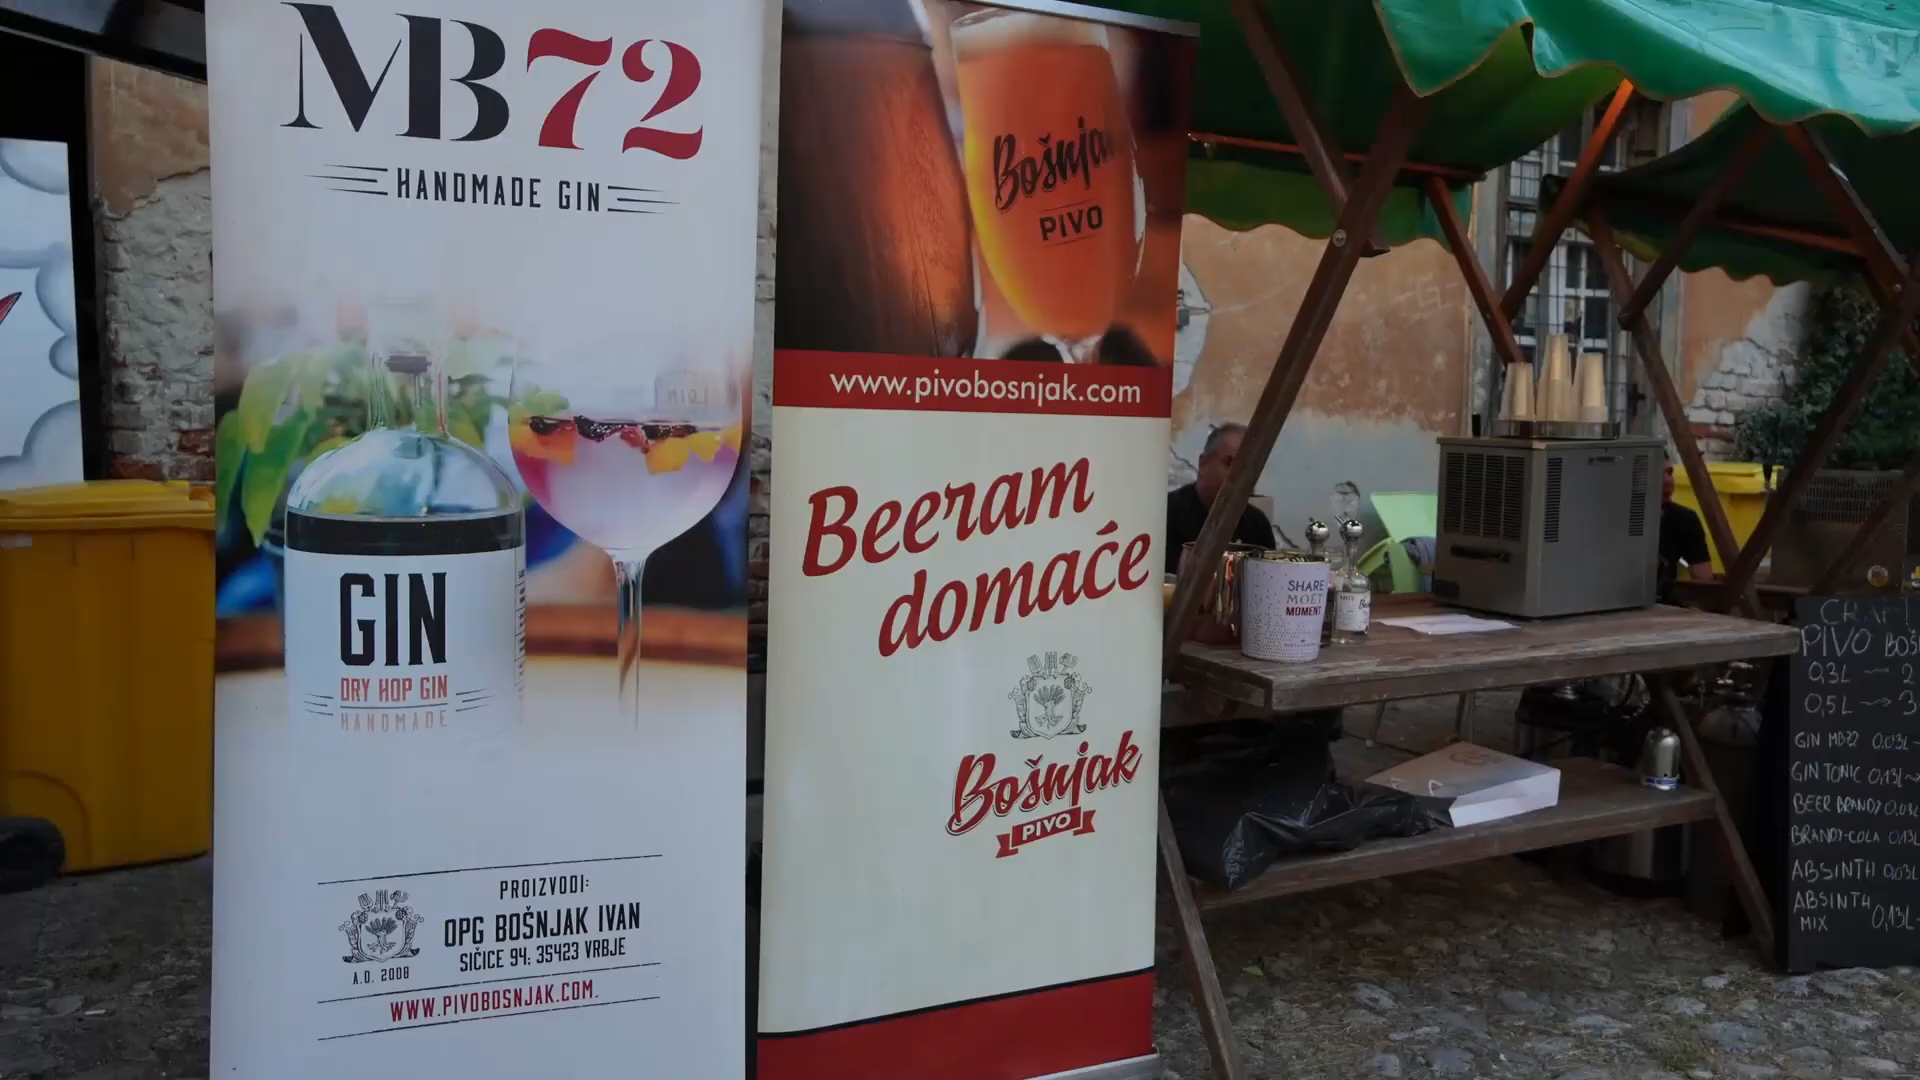 MB72
HANDMADE GIN
GIN
DRY HOP GIN
HANDMADE
PROIZVODI:
OPG BOŠNJAK IVAN
SIČICE 94; 35423 VRBJE
A.D. 2008
WWW.PIVOBOSNJAK.COM.
Bošnja
PIVO
www.pivobosnjak.com
Beeram
domaće
Bošnjak
PIVO
SHARE
MOËT
MOMENT
CRAFT
PIVO BOŠ
0,3L → 2
0,5L → 3
GIN MB72 0.03L
GIN TONIC 0,13L →
BEER BRANDY 0.03L
BRANDY-COLA 0.13L
ABSINTH 0.03L
ABSINTH
MIX 0,13L